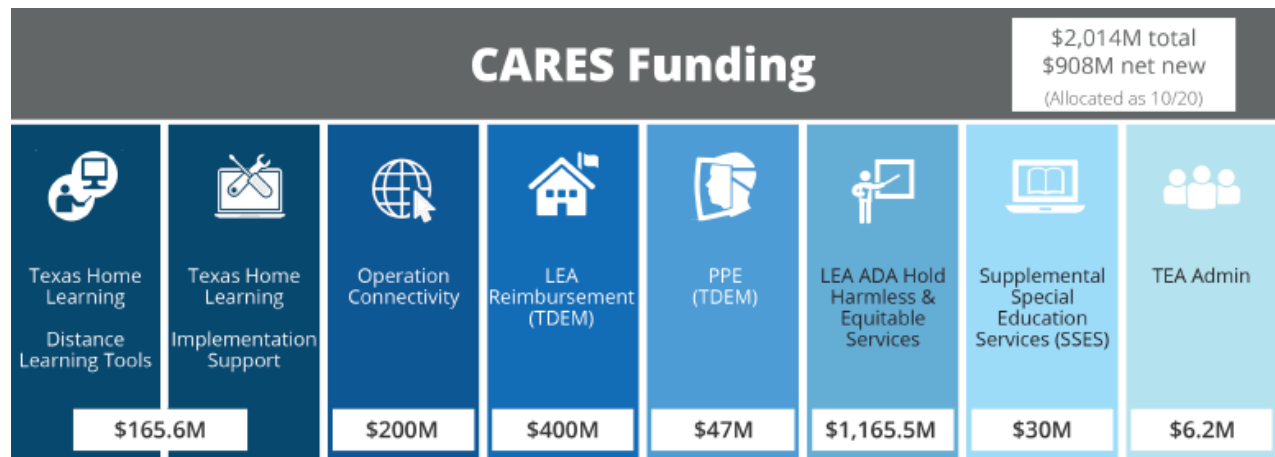 CARES Funding
$2,014M total
$908M net new
(Allocated as 10/20)
Texas Home
Learning
Distance
Learning Tools
Texas Home
Learning
Implementation
Support
$165.6M
Operation
Connectivity
$200M
LEA
Reimbursement
(TDEM)
$400M
PPE
(TDEM)
$47M
LEA ADA Hold
Harmless &
Equitable
Services
$1,165.5M
Supplemental
Special
Education
Services (SSES)
$30M
TEA Admin
$6.2M